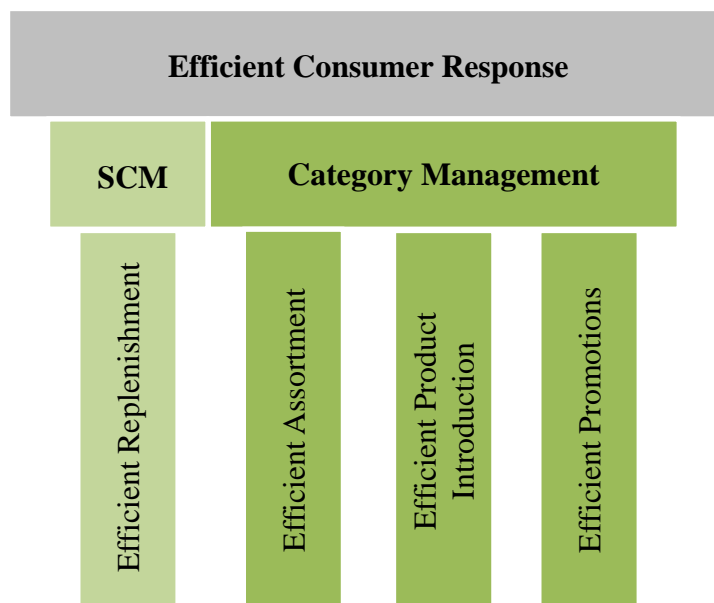 Efficient Consumer Response
SCM
Category Management
Efficient Replenishment
Efficient Assortment
Efficient Product
Introduction
Efficient Promotions